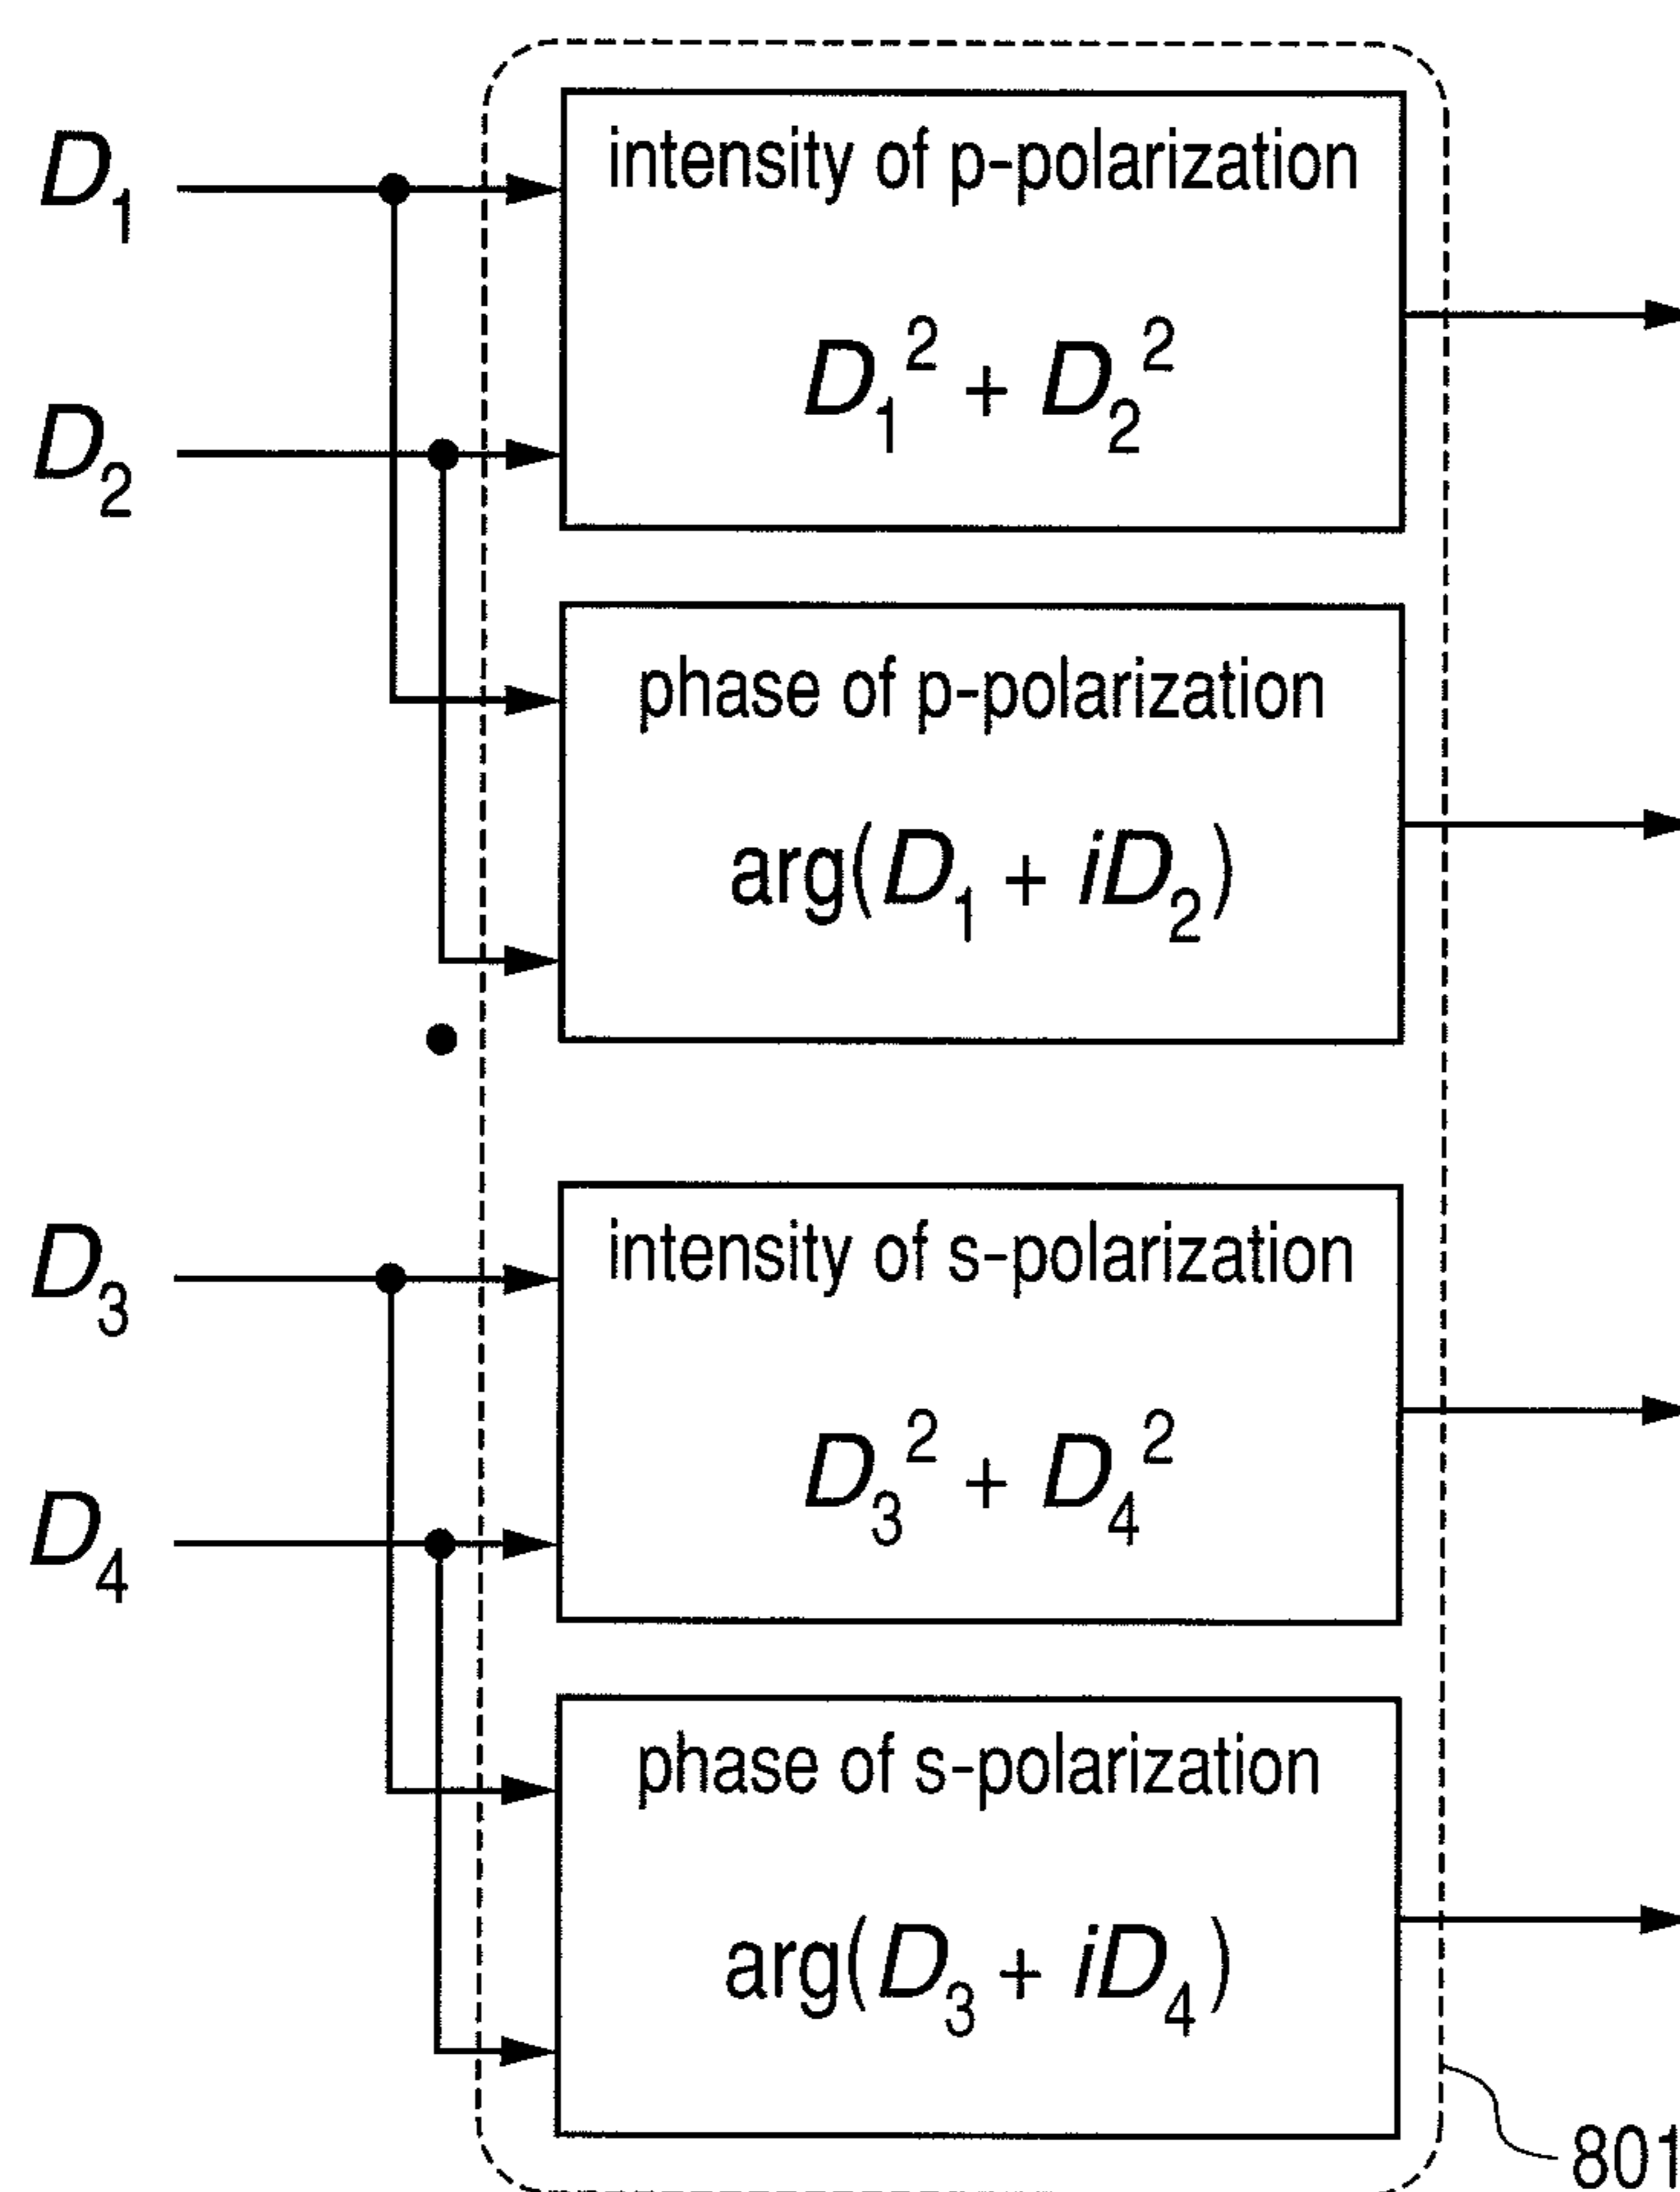 D₁
intensity of p-polarization
D₁² + D₂²
D₂
phase of p-polarization
arg(D₁ + iD₂)
D₃
intensity of s-polarization
D₃² + D₄²
D₄
phase of s-polarization
arg(D₃ + iD₄)
801